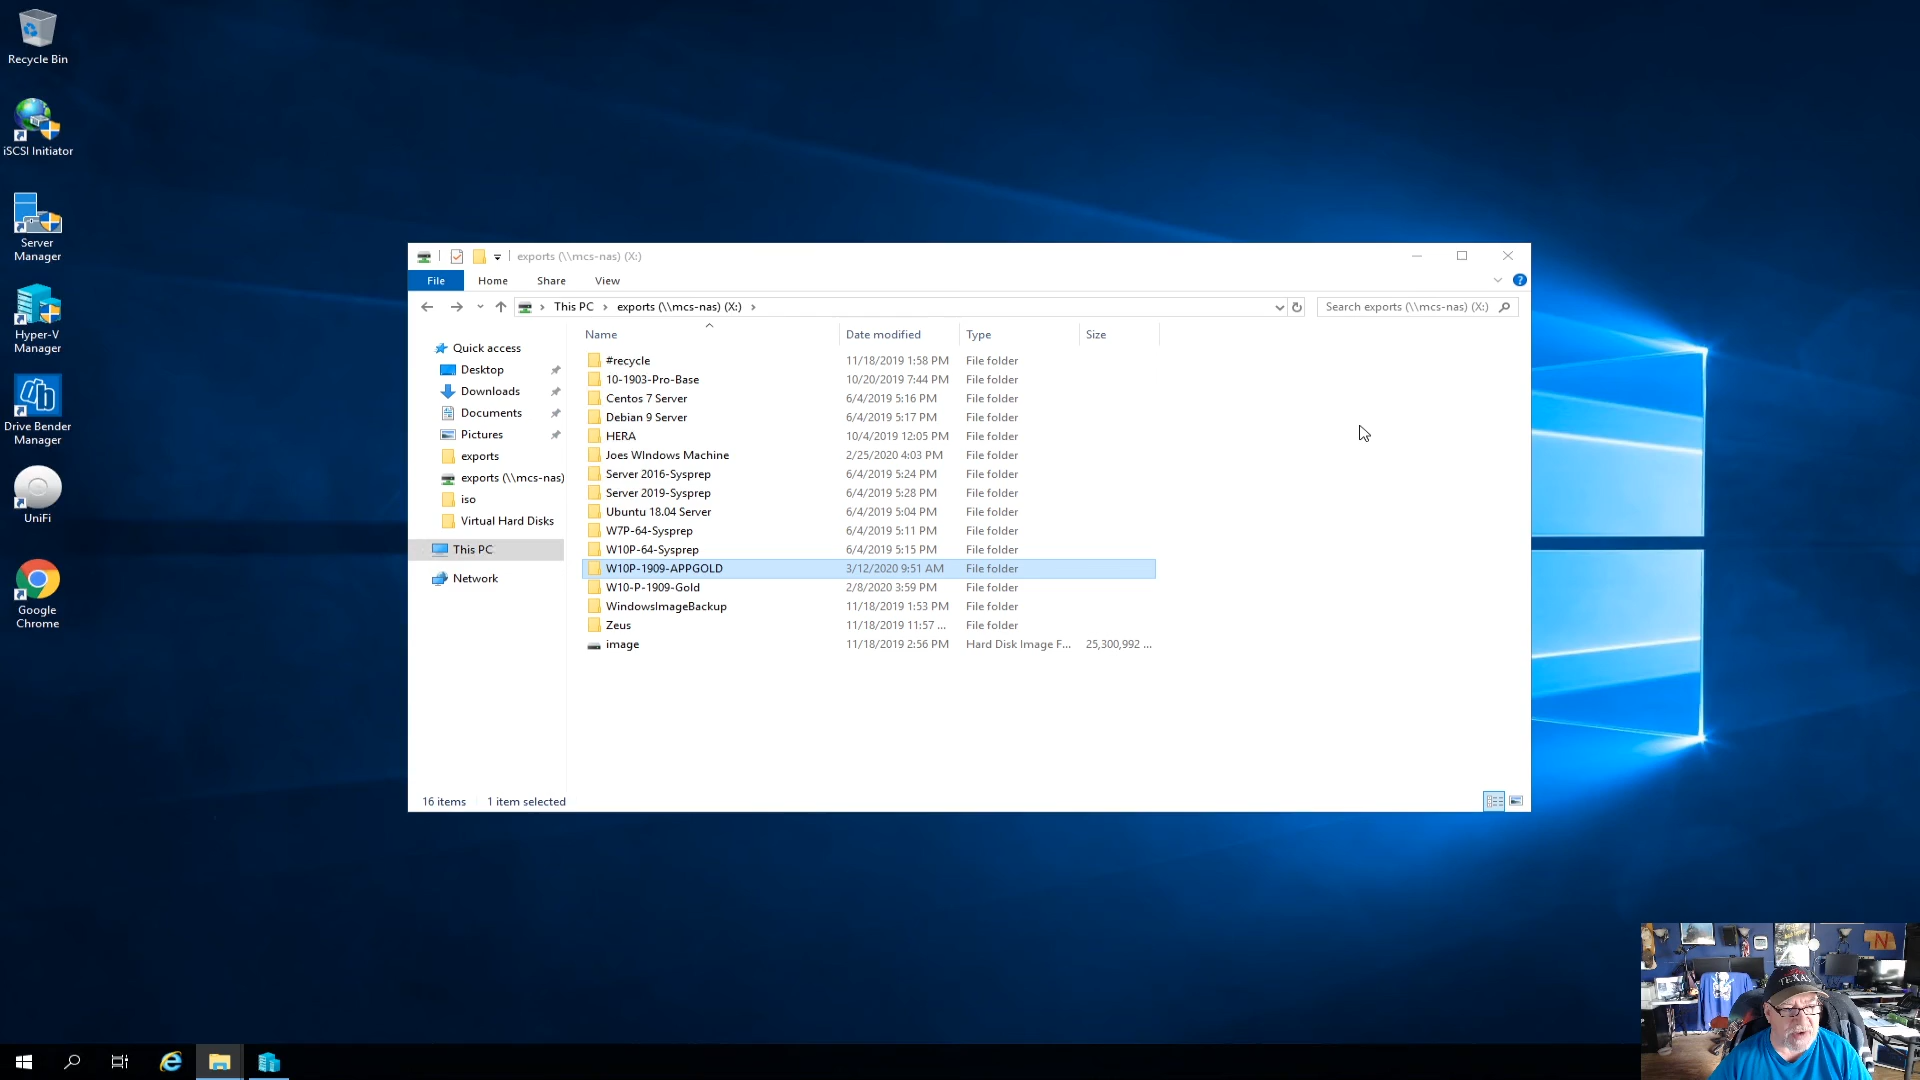 Recycle Bin
iSCSI Initiator
Server
Manager
Hyper-V
Manager
Drive Bender
Manager
UniFi
Google
Chrome
exports (\\mcs-nas) (X:)
File Home Share View
This PC exports (\\mcs-nas) (X:)
Search exports (\\mcs-nas) (X:)
Quick access
Desktop
Downloads
Documents
Pictures
exports
exports (\\mcs-nas)
iso
Virtual Hard Disks
This PC
Network
Name Date modified Type Size
#recycle 11/18/2019 1:58 PM File folder
10-1903-Pro-Base 10/20/2019 7:44 PM File folder
Centos 7 Server 6/4/2019 5:16 PM File folder
Debian 9 Server 6/4/2019 5:17 PM File folder
HERA 10/4/2019 12:05 PM File folder
Joes WIndows Machine 2/25/2020 4:03 PM File folder
Server 2016-Sysprep 6/4/2019 5:24 PM File folder
Server 2019-Sysprep 6/4/2019 5:28 PM File folder
Ubuntu 18.04 Server 6/4/2019 5:04 PM File folder
W7P-64-Sysprep 6/4/2019 5:11 PM File folder
W10P-64-Sysprep 6/4/2019 5:15 PM File folder
W10P-1909-APPGOLD 3/12/2020 9:51 AM File folder
W10-P-1909-Gold 2/8/2020 3:59 PM File folder
WindowsImageBackup 11/18/2019 1:53 PM File folder
Zeus 11/18/2019 11:57 ... File folder
image 11/18/2019 2:56 PM Hard Disk Image F... 25,300,992 ...
16 items 1 item selected
N
TEXAS